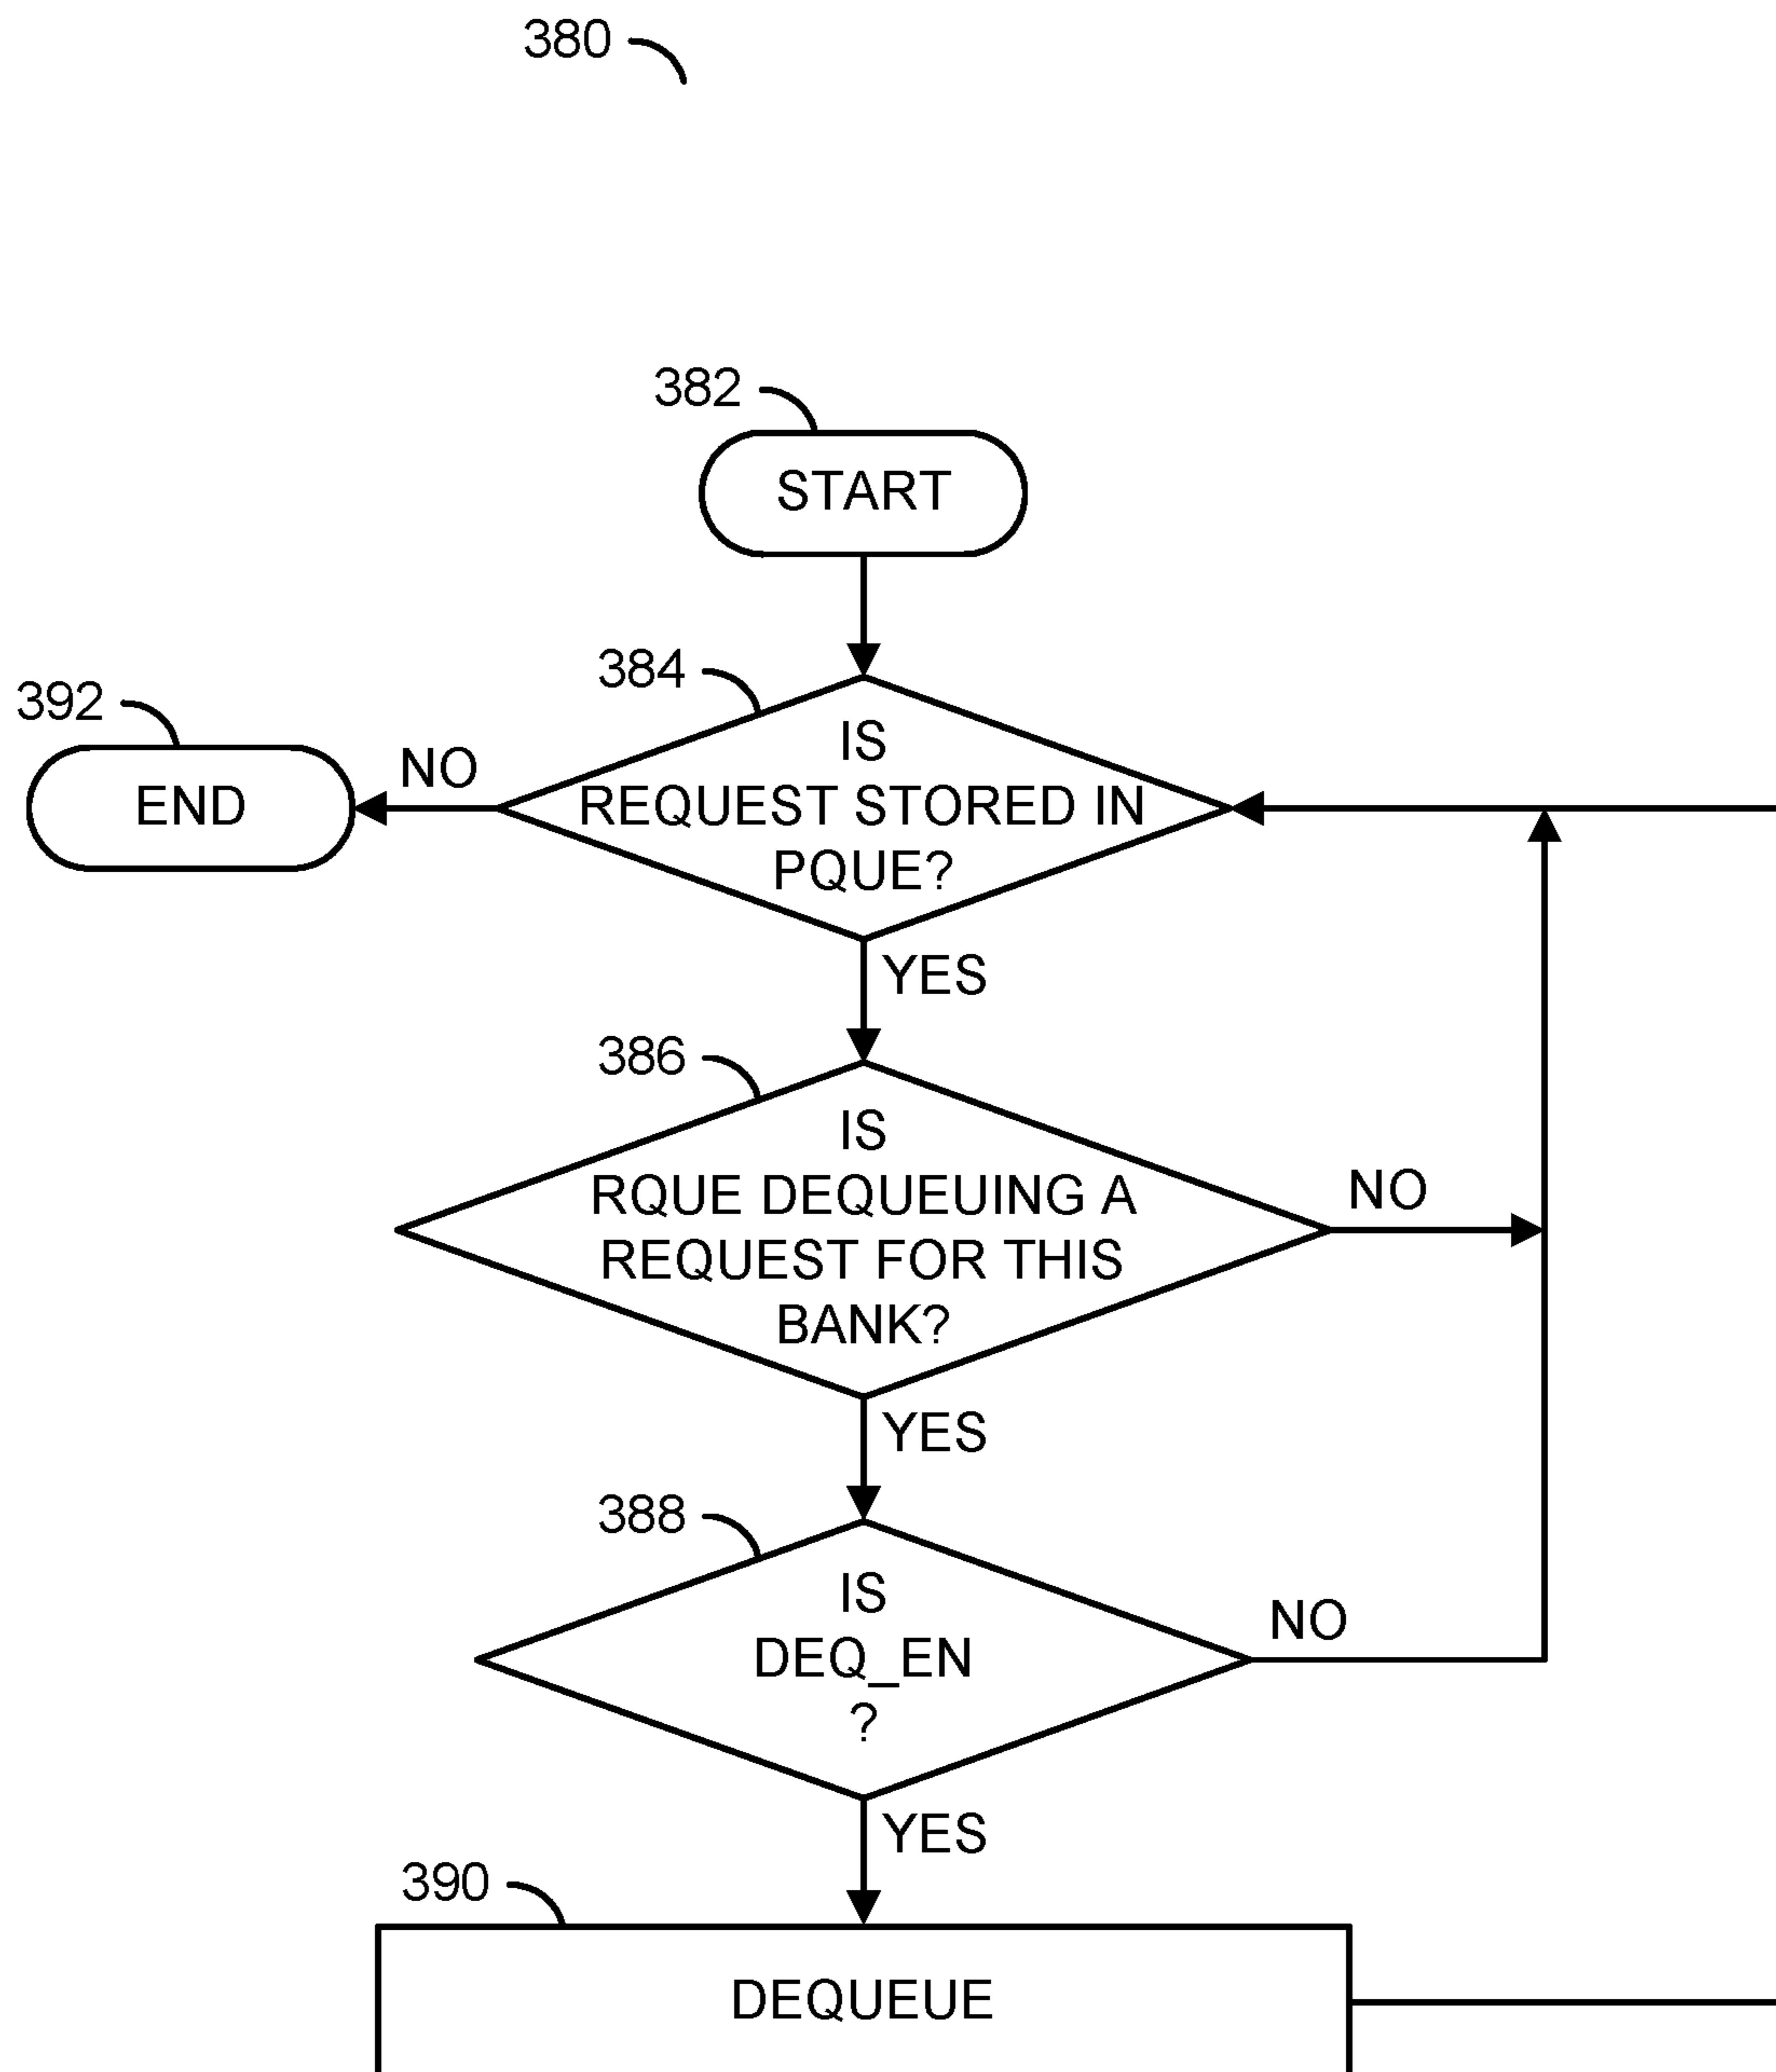 380
382
START
384
392
NO
END
IS
REQUEST STORED IN
PQUE?
YES
386
IS
RQUE DEQUEUING A
REQUEST FOR THIS
BANK?
NO
YES
388
IS
DEQ_EN
?
NO
YES
390
DEQUEUE